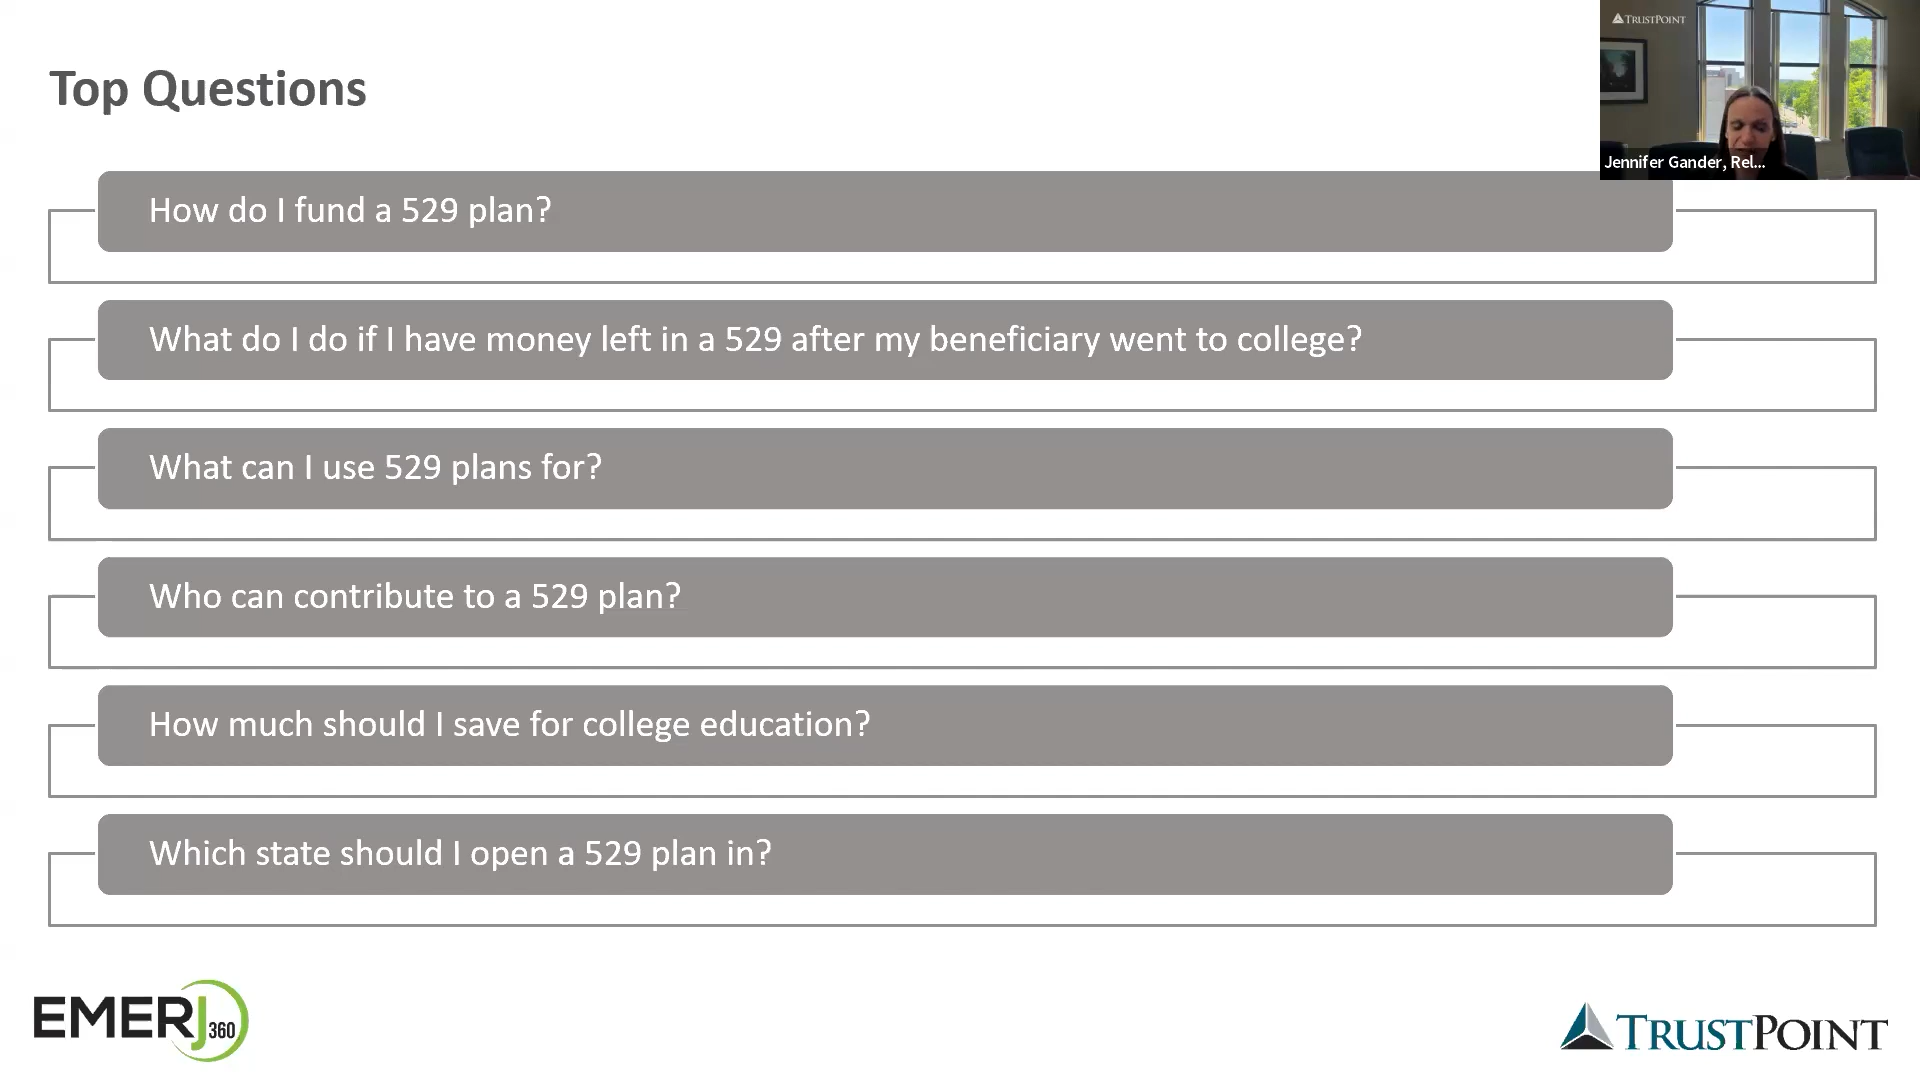 TRUSTPOINT
Top Questions
Jennifer Gander, Rel...
How do I fund a 529 plan?
What do I do if I have money left in a 529 after my beneficiary went to college?
What can I use 529 plans for?
Who can contribute to a 529 plan?
How much should I save for college education?
Which state should I open a 529 plan in?
EMERJ360
TRUSTPOINT